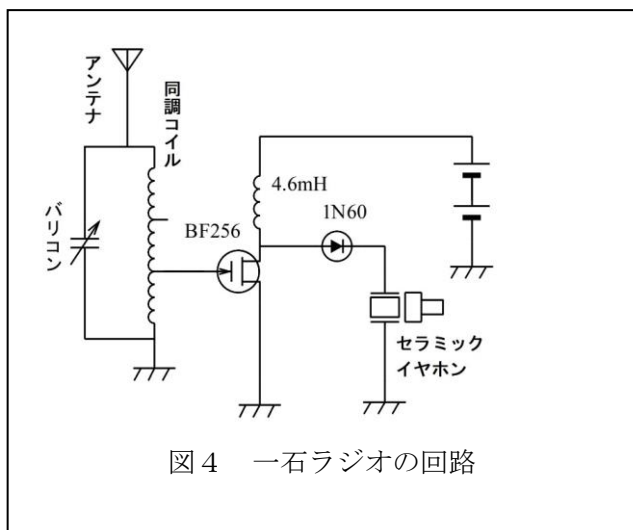 アンテナ
同調コイル
バリコン
4.6mH
BF256
1N60
セラミック
イヤホン
図４　一石ラジオの回路